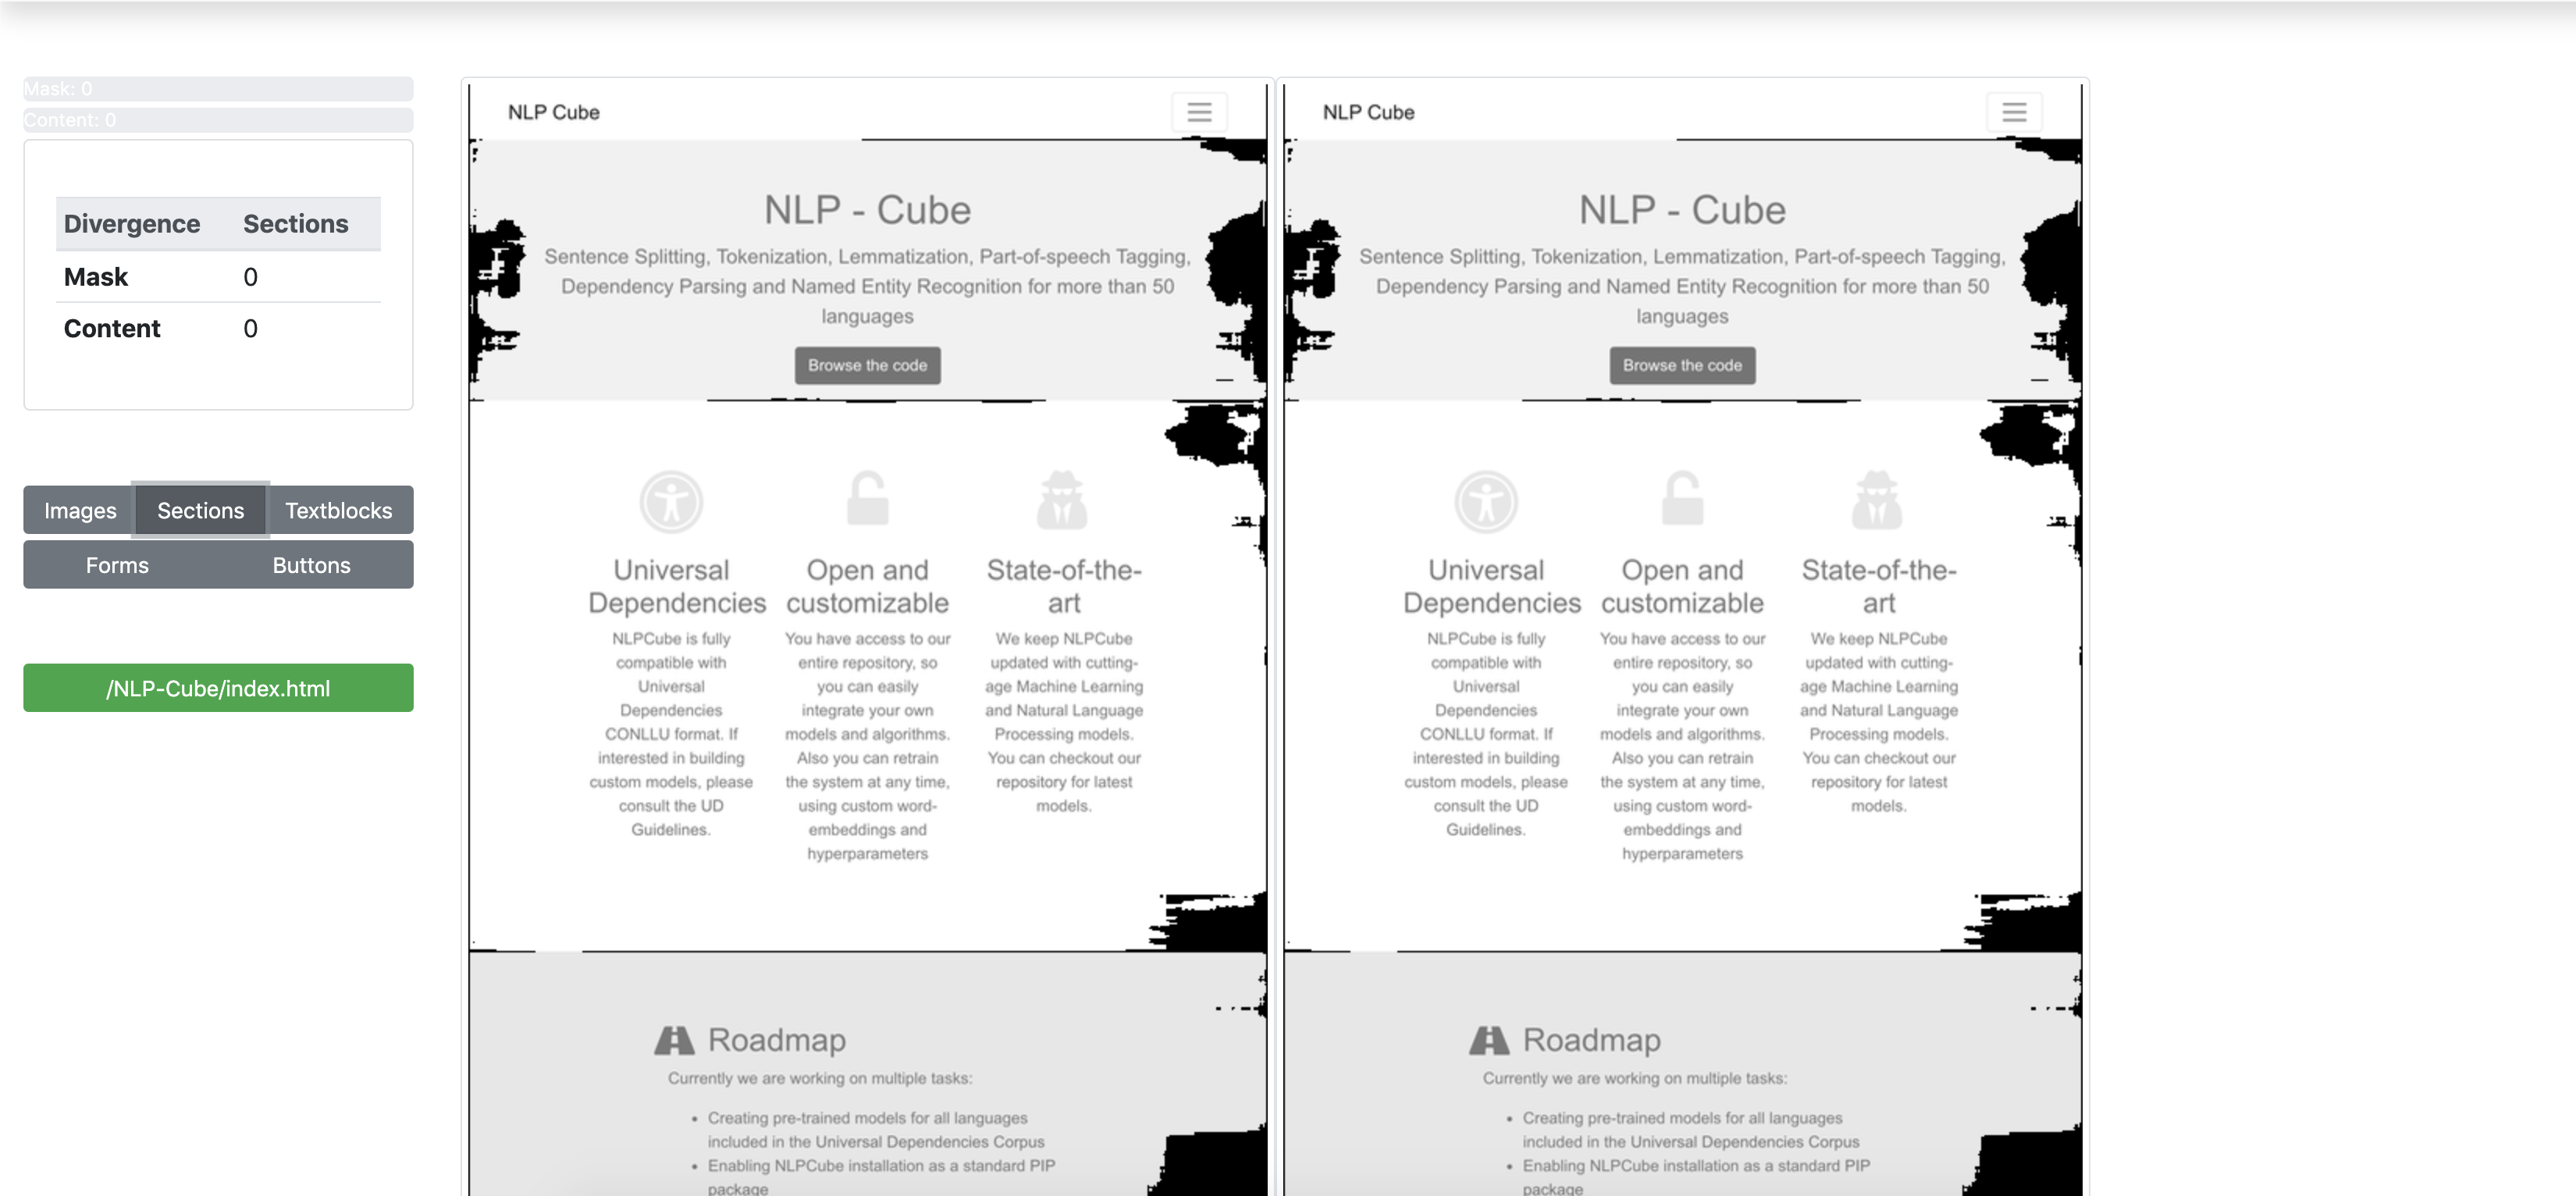 Mask: 0
Content: 0
Divergence Sections
Mask 0
Content 0
Images Sections Textblocks
Forms Buttons
/NLP-Cube/index.html
NLP Cube
NLP - Cube
Sentence Splitting, Tokenization, Lemmatization, Part-of-speech Tagging,
Dependency Parsing and Named Entity Recognition for more than 50
languages
Browse the code
Universal
Dependencies
NLPCube is fully
compatible with
Universal
Dependencies
CONLLU format. If
interested in building
custom models, please
consult the UD
Guidelines.
Open and
customizable
You have access to our
entire repository, so
you can easily
integrate your own
models and algorithms.
Also you can retrain
the system at any time,
using custom word-
embeddings and
hyperparameters
State-of-the-
art
We keep NLPCube
updated with cutting-
age Machine Learning
and Natural Language
Processing models.
You can checkout our
repository for latest
models.
Roadmap
Currently we are working on multiple tasks:
• Creating pre-trained models for all languages
included in the Universal Dependencies Corpus
• Enabling NLPCube installation as a standard PIP
package
NLP Cube
NLP - Cube
Sentence Splitting, Tokenization, Lemmatization, Part-of-speech Tagging,
Dependency Parsing and Named Entity Recognition for more than 50
languages
Browse the code
Universal
Dependencies
NLPCube is fully
compatible with
Universal
Dependencies
CONLLU format. If
interested in building
custom models, please
consult the UD
Guidelines.
Open and
customizable
You have access to our
entire repository, so
you can easily
integrate your own
models and algorithms.
Also you can retrain
the system at any time,
using custom word-
embeddings and
hyperparameters
State-of-the-
art
We keep NLPCube
updated with cutting-
age Machine Learning
and Natural Language
Processing models.
You can checkout our
repository for latest
models.
Roadmap
Currently we are working on multiple tasks:
• Creating pre-trained models for all languages
included in the Universal Dependencies Corpus
• Enabling NLPCube installation as a standard PIP
package